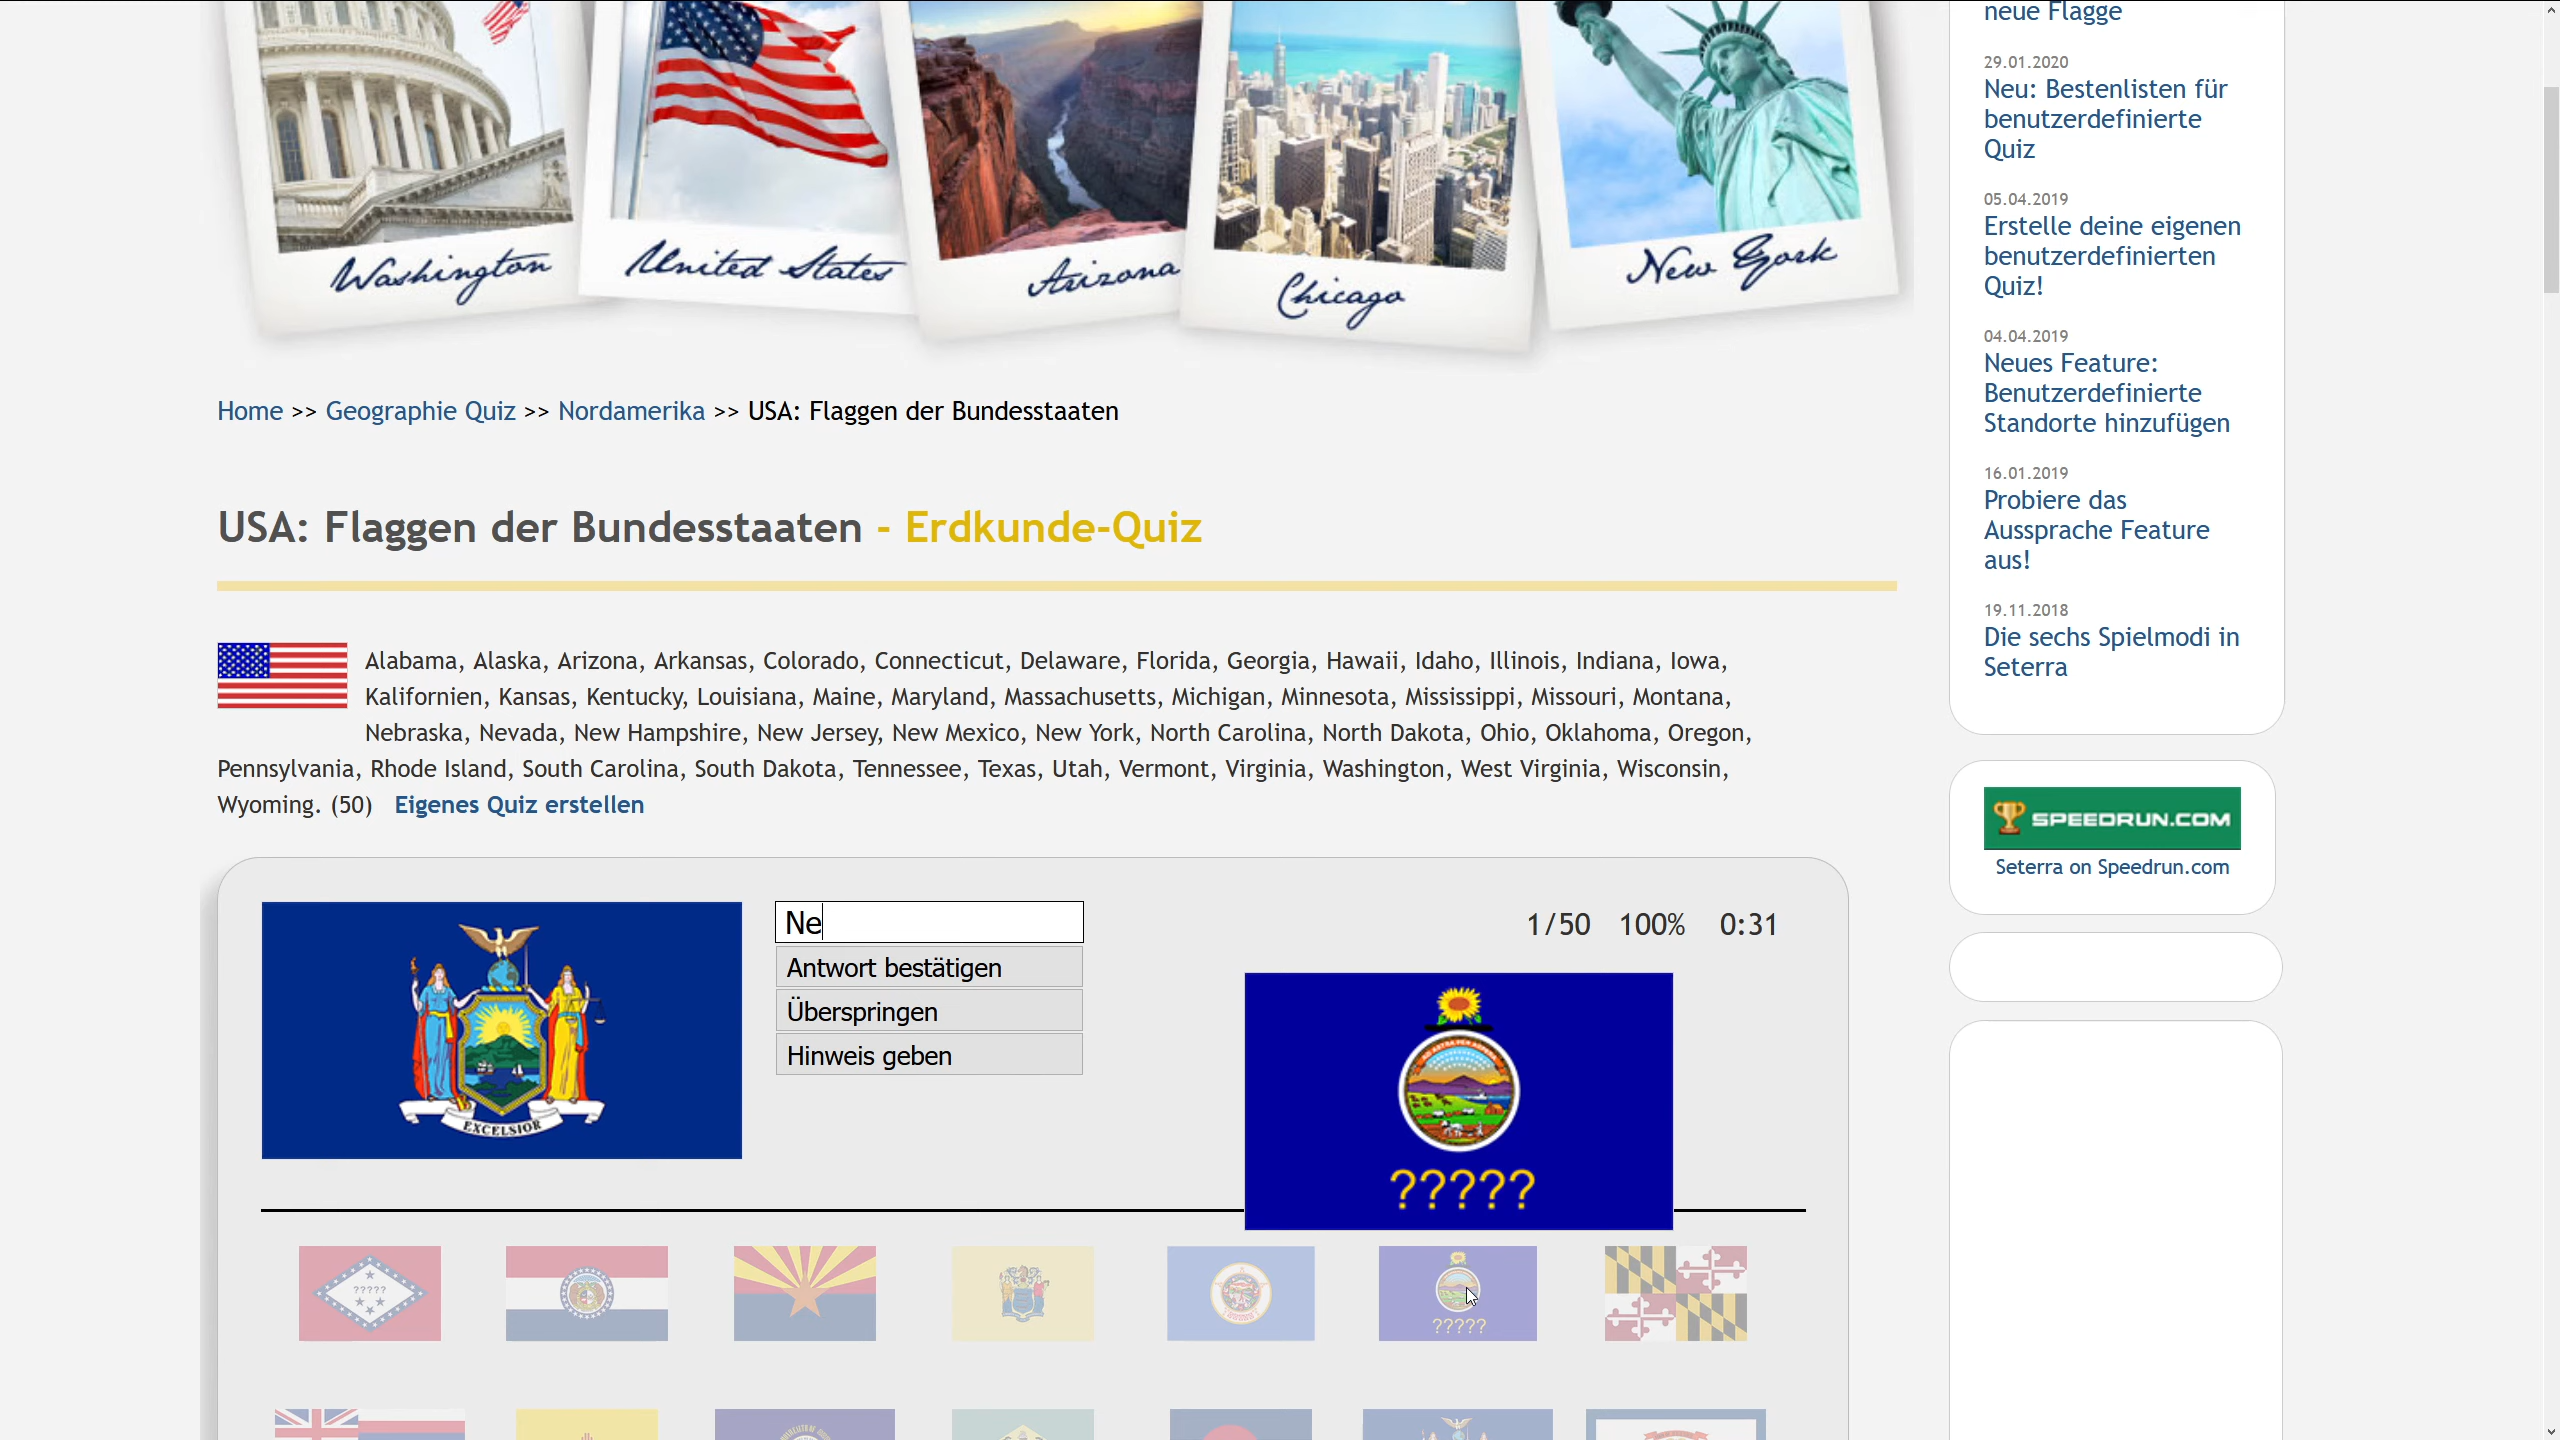 Washington
United States
Arizona
Chicago
New York
Home >> Geographie Quiz >> Nordamerika >> USA: Flaggen der Bundesstaaten
USA: Flaggen der Bundesstaaten - Erdkunde-Quiz
Alabama, Alaska, Arizona, Arkansas, Colorado, Connecticut, Delaware, Florida, Georgia, Hawaii, Idaho, Illinois, Indiana, Iowa,
Kalifornien, Kansas, Kentucky, Louisiana, Maine, Maryland, Massachusetts, Michigan, Minnesota, Mississippi, Missouri, Montana,
Nebraska, Nevada, New Hampshire, New Jersey, New Mexico, New York, North Carolina, North Dakota, Ohio, Oklahoma, Oregon,
Pennsylvania, Rhode Island, South Carolina, South Dakota, Tennessee, Texas, Utah, Vermont, Virginia, Washington, West Virginia, Wisconsin,
Wyoming. (50) Eigenes Quiz erstellen
EXCELSIOR
Ne
Antwort bestätigen
Überspringen
Hinweis geben
1/50 100% 0:31
?????
?????
?????
neue Flagge
29.01.2020
Neu: Bestenlisten für
benutzerdefinierte
Quiz
05.04.2019
Erstelle deine eigenen
benutzerdefinierten
Quiz!
04.04.2019
Neues Feature:
Benutzerdefinierte
Standorte hinzufügen
16.01.2019
Probiere das
Aussprache Feature
aus!
19.11.2018
Die sechs Spielmodi in
Seterra
SPEEDRUN.COM
Seterra on Speedrun.com